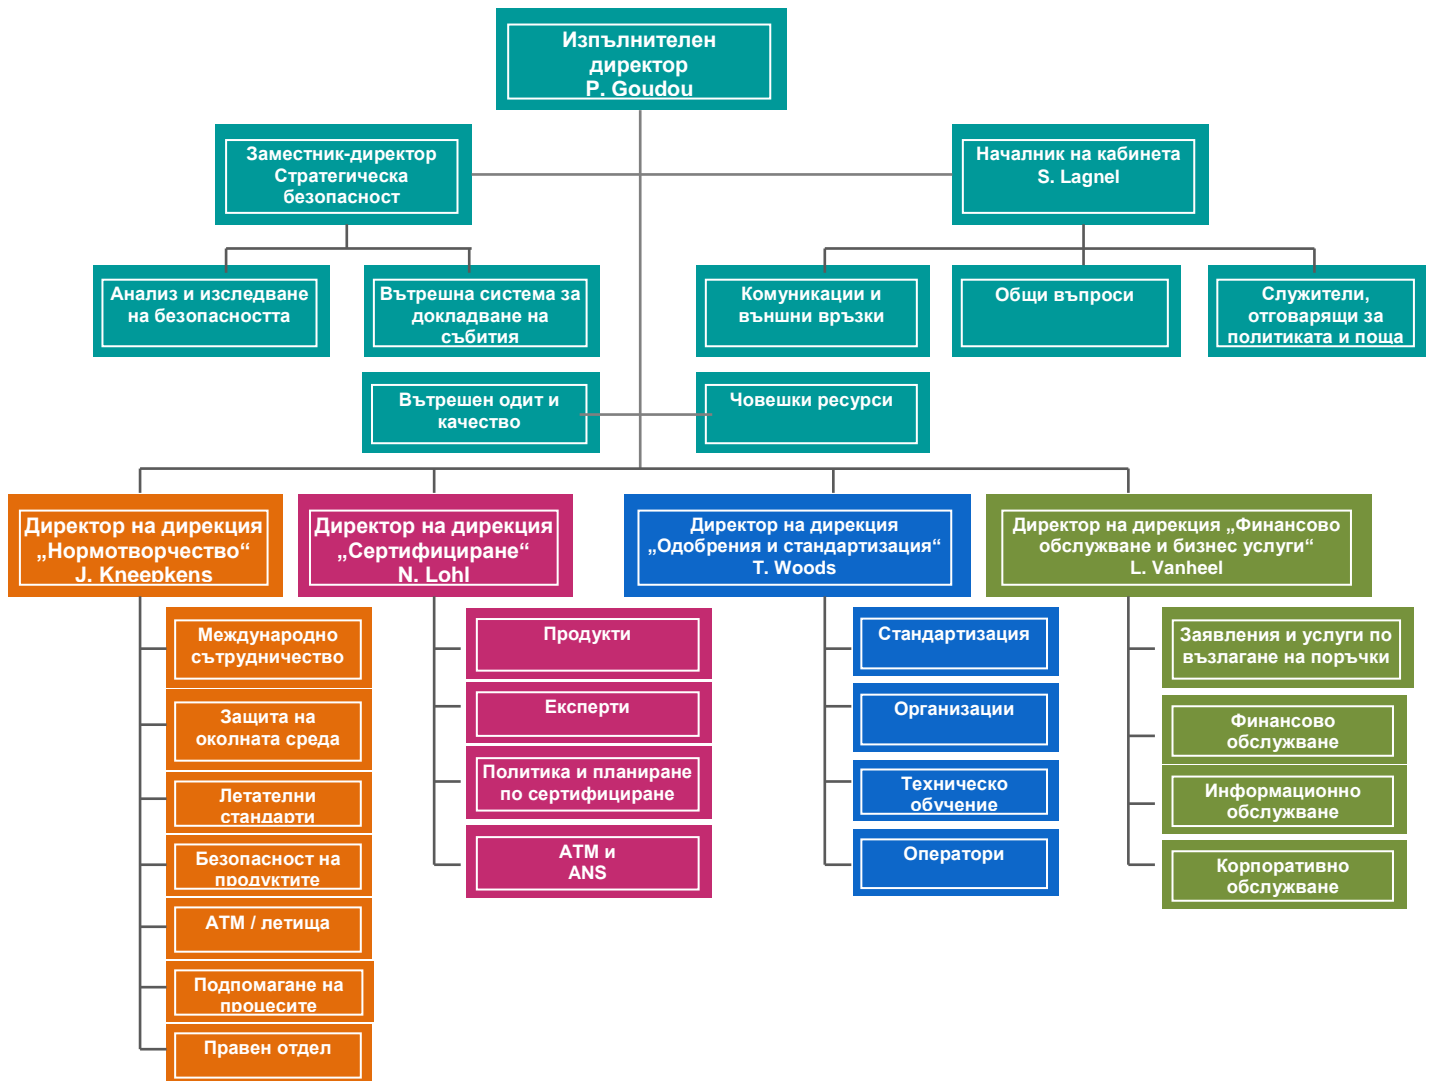 Изпълнителен
директор
P. Goudou
Заместник-директор
Стратегическа
безопасност
Началник на кабинета
S. Lagnel
Анализ и изследване
на безопасността
Вътрешна система за
докладване на
събития
Комуникации и
външни връзки
Общи въпроси
Служители,
отговарящи за
политиката и поща
Вътрешен одит и
качество
Човешки ресурси
Директор на дирекция
„Нормотворчество“
J. Kneepkens
Директор на дирекция
„Сертифициране“
N. Lohl
Директор на дирекция
„Одобрения и стандартизация“
T. Woods
Директор на дирекция „Финансово
обслужване и бизнес услуги“
L. Vanheel
Международно
сътрудничество
Защита на
околната среда
Летателни
стандарти
Безопасност на
продуктите
АТМ / летища
Подпомагане на
процесите
Правен отдел
Продукти
Експерти
Политика и планиране
по сертифициране
ATM и
ANS
Стандартизация
Организации
Техническо
обучение
Оператори
Заявления и услуги по
възлагане на поръчки
Финансово
обслужване
Информационно
обслужване
Корпоративно
обслужване